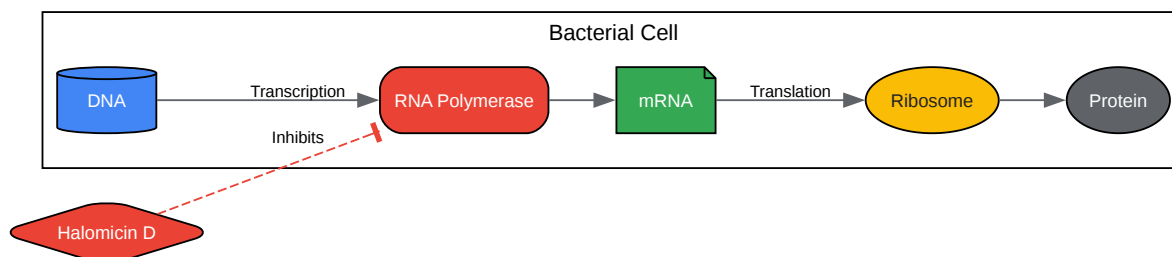 Bacterial Cell
DNA
Transcription
RNA Polymerase
mRNA
Translation
Ribosome
Protein
Inhibits
Halomicin D